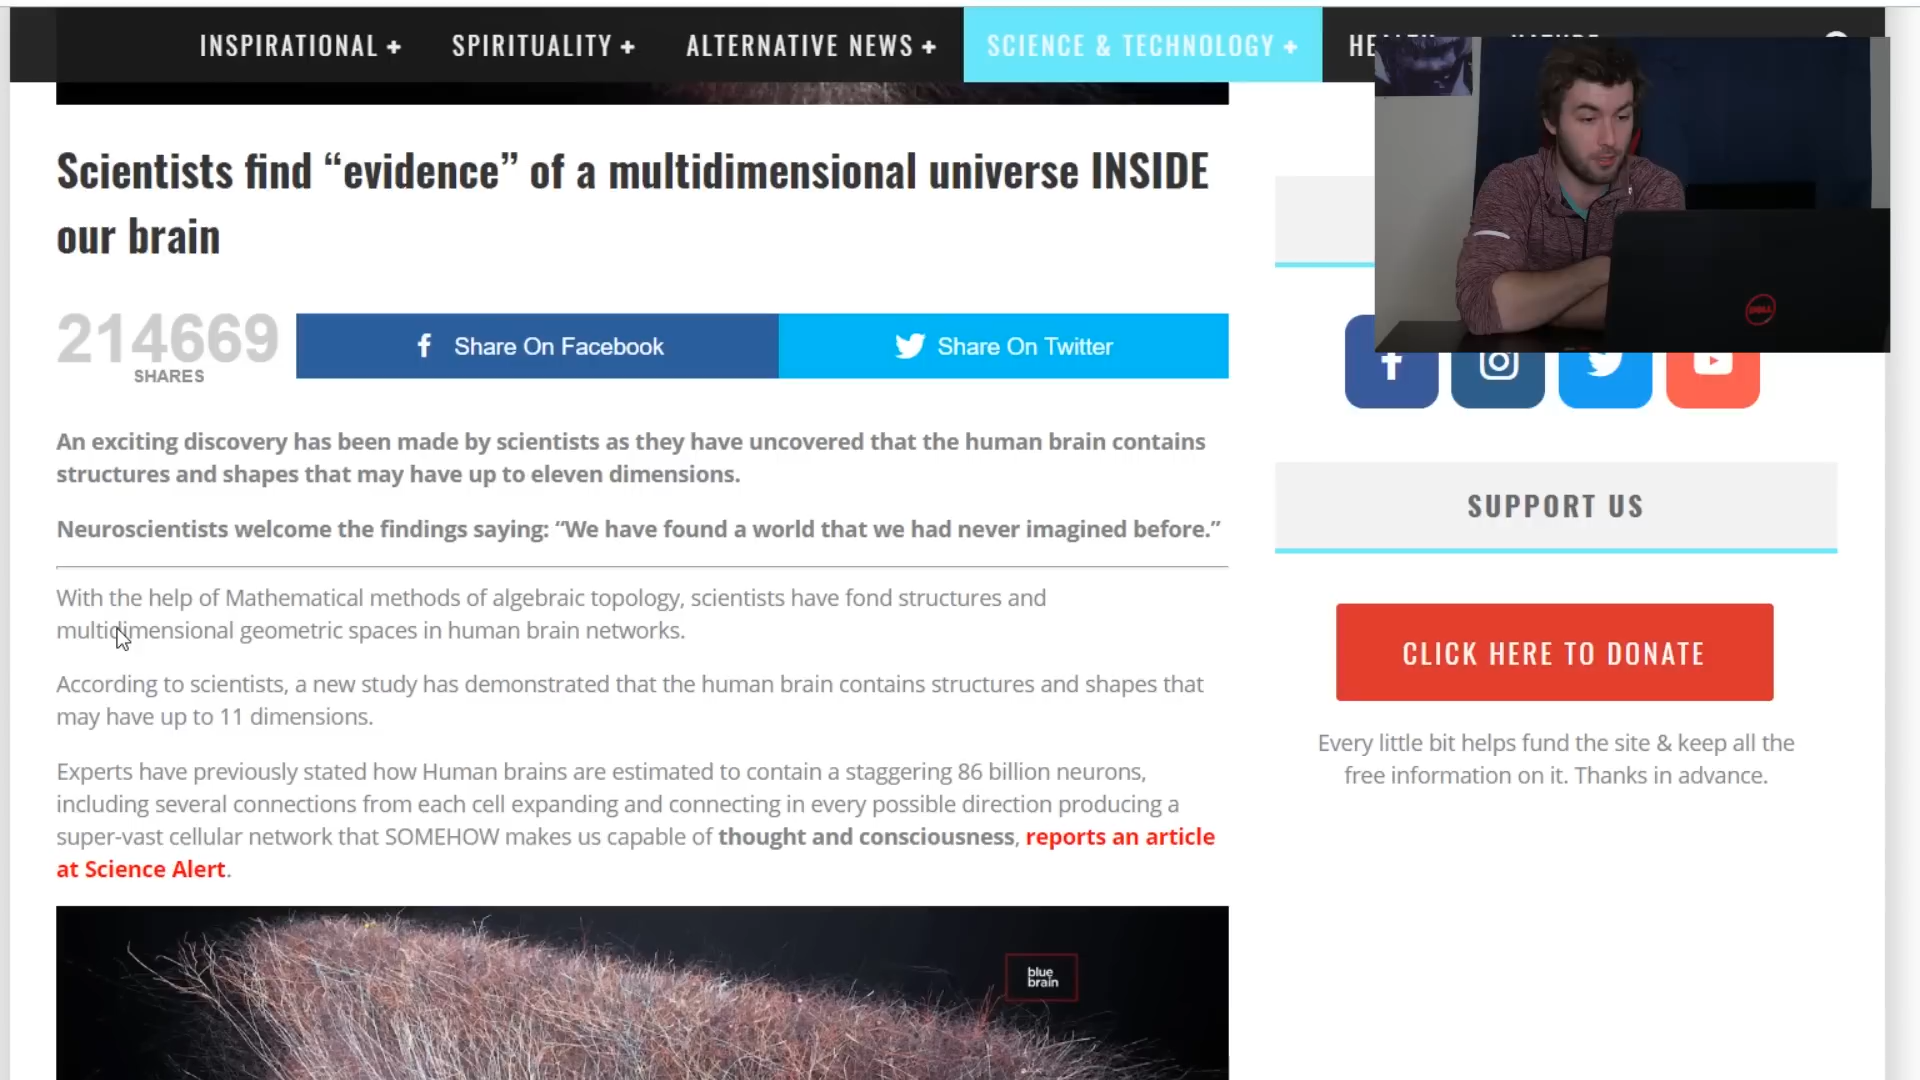 INSPIRATIONAL + SPIRITUALITY + ALTERNATIVE NEWS + SCIENCE & TECHNOLOGY +
Scientists find “evidence” of a multidimensional universe INSIDE
our brain
214669
SHARES
Share On Facebook
Share On Twitter
An exciting discovery has been made by scientists as they have uncovered that the human brain contains
structures and shapes that may have up to eleven dimensions.
Neuroscientists welcome the findings saying: “We have found a world that we had never imagined before.”
With the help of Mathematical methods of algebraic topology, scientists have fond structures and
multidimensional geometric spaces in human brain networks.
According to scientists, a new study has demonstrated that the human brain contains structures and shapes that
may have up to 11 dimensions.
Experts have previously stated how Human brains are estimated to contain a staggering 86 billion neurons,
including several connections from each cell expanding and connecting in every possible direction producing a
super-vast cellular network that SOMEHOW makes us capable of thought and consciousness, reports an article
at Science Alert.
blue
brain
DELL
SUPPORT US
CLICK HERE TO DONATE
Every little bit helps fund the site & keep all the
free information on it. Thanks in advance.